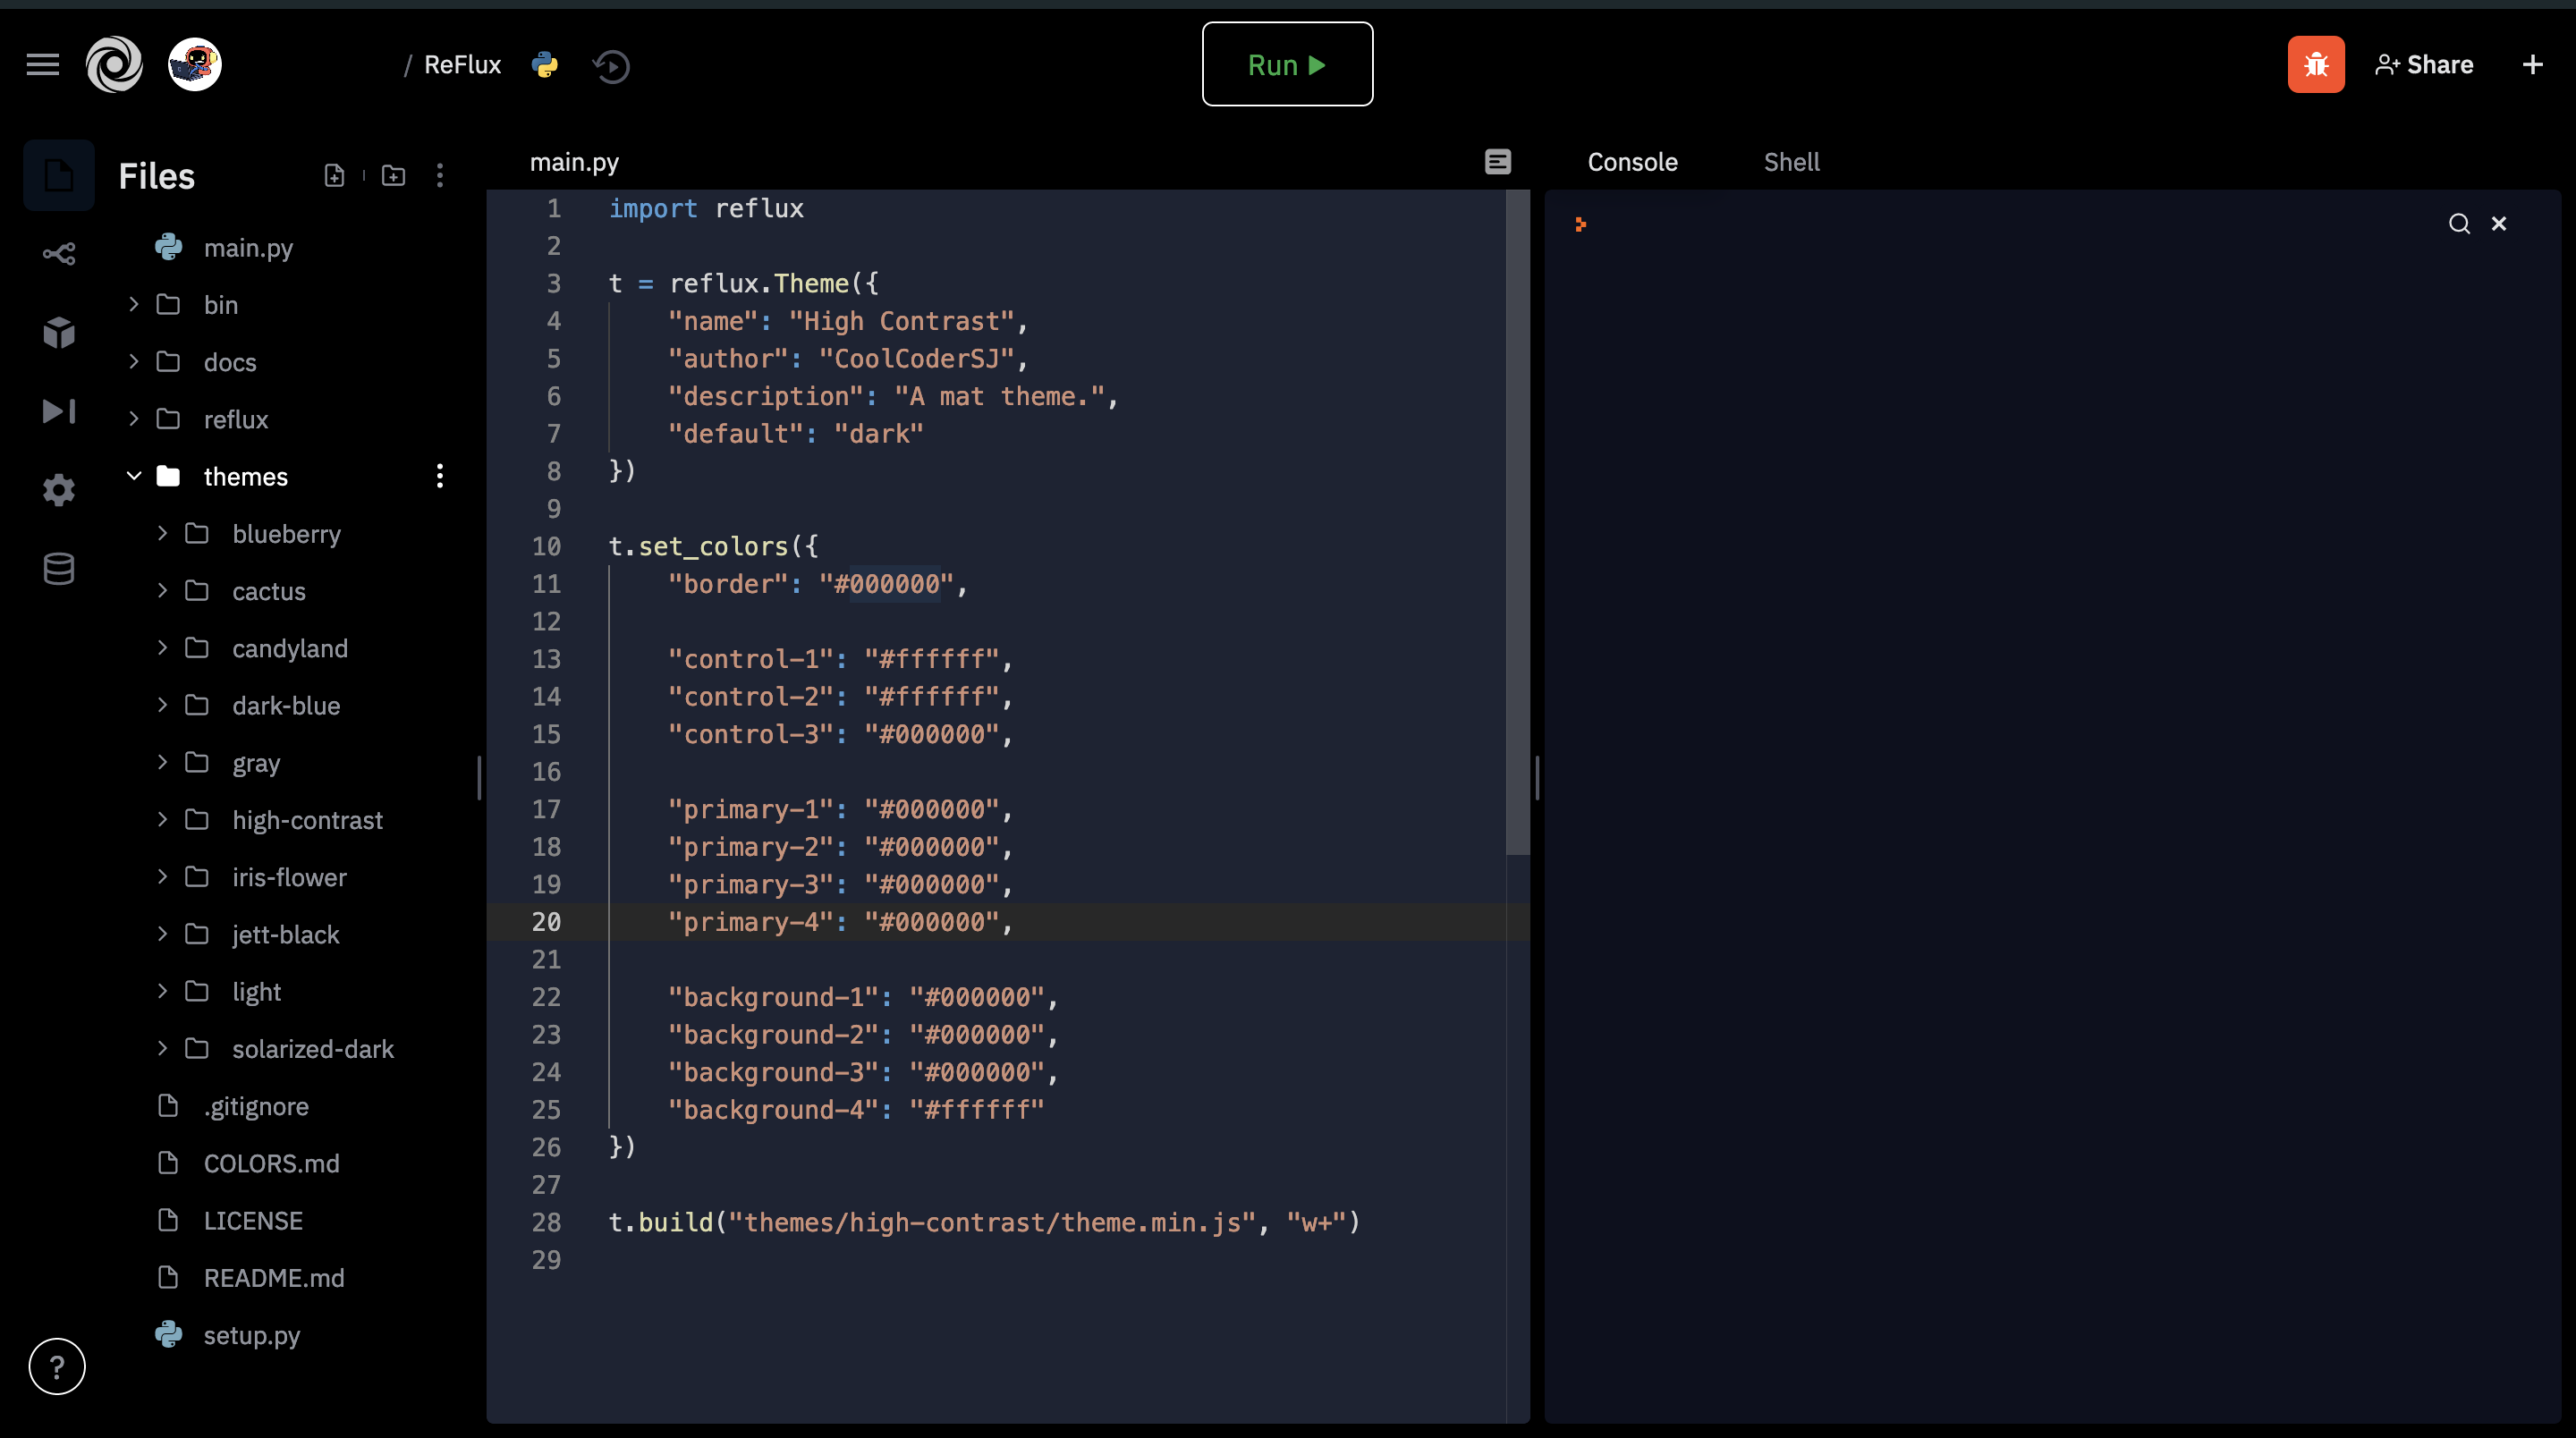 / ReFlux
Run
Share
Files
main.py
bin
docs
reflux
themes
blueberry
cactus
candyland
dark-blue
gray
high-contrast
iris-flower
jett-black
light
solarized-dark
.gitignore
COLORS.md
LICENSE
README.md
setup.py
?
main.py
1 import reflux
2
3 t = reflux.Theme({
4 "name": "High Contrast",
5 "author": "CoolCoderSJ",
6 "description": "A mat theme.",
7 "default": "dark"
8 })
9
10 t.set_colors({
11 "border": "#000000",
12
13 "control-1": "#ffffff",
14 "control-2": "#ffffff",
15 "control-3": "#000000",
16
17 "primary-1": "#000000",
18 "primary-2": "#000000",
19 "primary-3": "#000000",
20 "primary-4": "#000000",
21
22 "background-1": "#000000",
23 "background-2": "#000000",
24 "background-3": "#000000",
25 "background-4": "#ffffff"
26 })
27
28 t.build("themes/high-contrast/theme.min.js", "w+")
29
Console
Shell